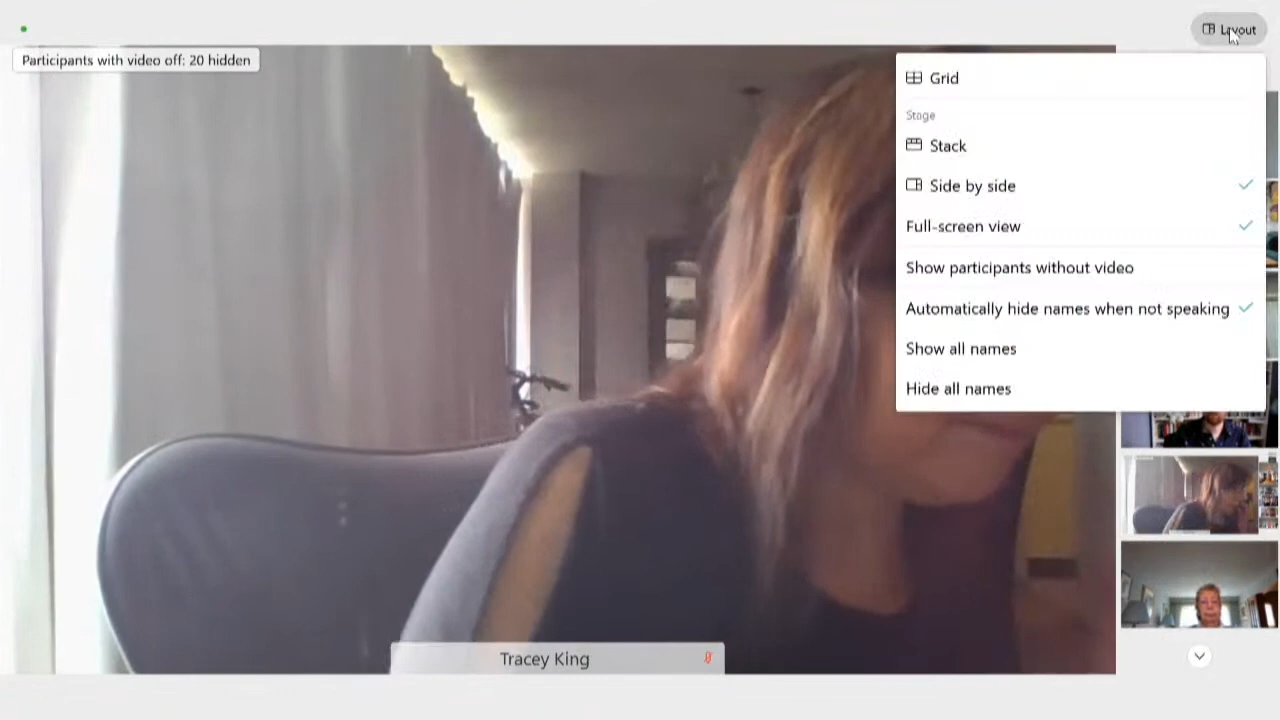 Layout
Participants with video off: 20 hidden
Grid
Stage
Stack
Side by side
Full-screen view
Show participants without video
Automatically hide names when not speaking
Show all names
Hide all names
Tracey King